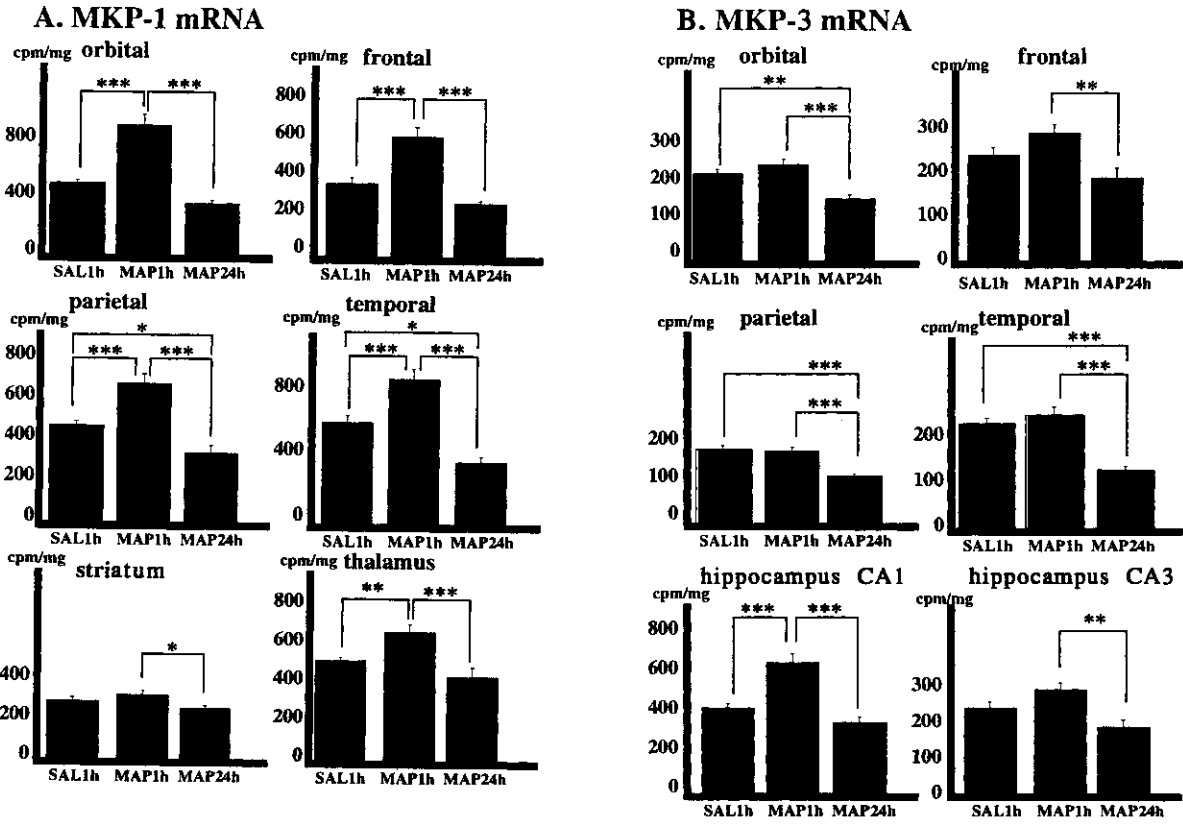 A. MKP-1 mRNA
cpm/mg orbital
*** ***
800
400
0
SAL1h MAP1h MAP24h
cpm/mg frontal
800
*** ***
600
400
200
0
SAL1h MAP1h MAP24h
parietal
cpm/mg
*
800
*** ***
600
400
200
0
SAL1h MAP1h MAP24h
temporal
cpm/mg
*
*** ***
800
400
0
SAL1h MAP1h MAP24h
cpm/mg
striatum
*
400
200
0
SAL1h MAP1h MAP24h
cpm/mg thalamus
** ***
800
600
400
200
0
SAL1h MAP1h MAP24h
B. MKP-3 mRNA
cpm/mg orbital
**
***
300
200
100
0
SAL1h MAP1h MAP24h
frontal
cpm/mg
**
300
200
100
0
SAL1h MAP1h MAP24h
cpm/mg parietal
***
***
200
100
0
SAL1h MAP1h MAP24h
cpm/mg temporal
***
***
200
100
0
SAL1h MAP1h MAP24h
hippocampus CA1
cpm/mg
*** ***
800
600
400
200
0
SAL1h MAP1h MAP24h
hippocampus CA3
cpm/mg
**
300
200
100
0
SAL1h MAP1h MAP24h